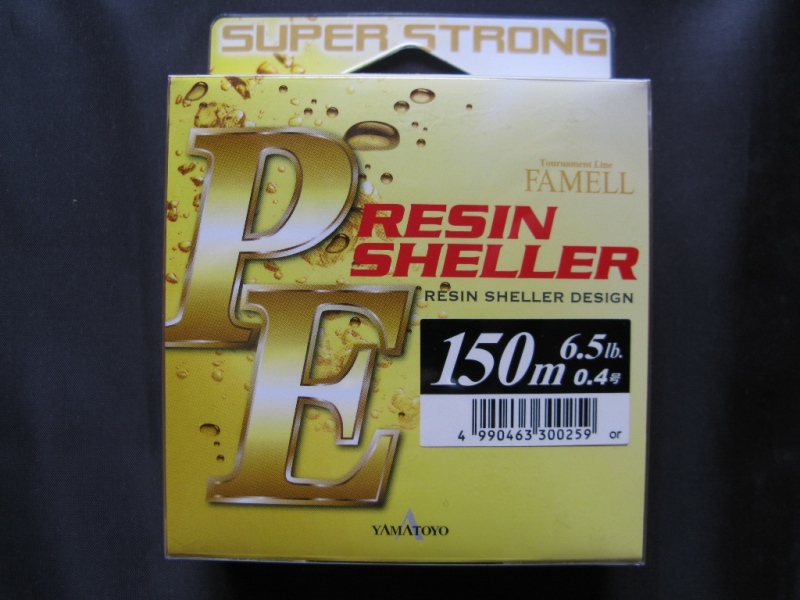 SUPER STRONG
PE
Tournament Line
FAMELL
RESIN
SHELLER
RESIN SHELLER DESIGN
150m 6.5lb.
0.4号
4 990463 300259 or
YAMATOYO